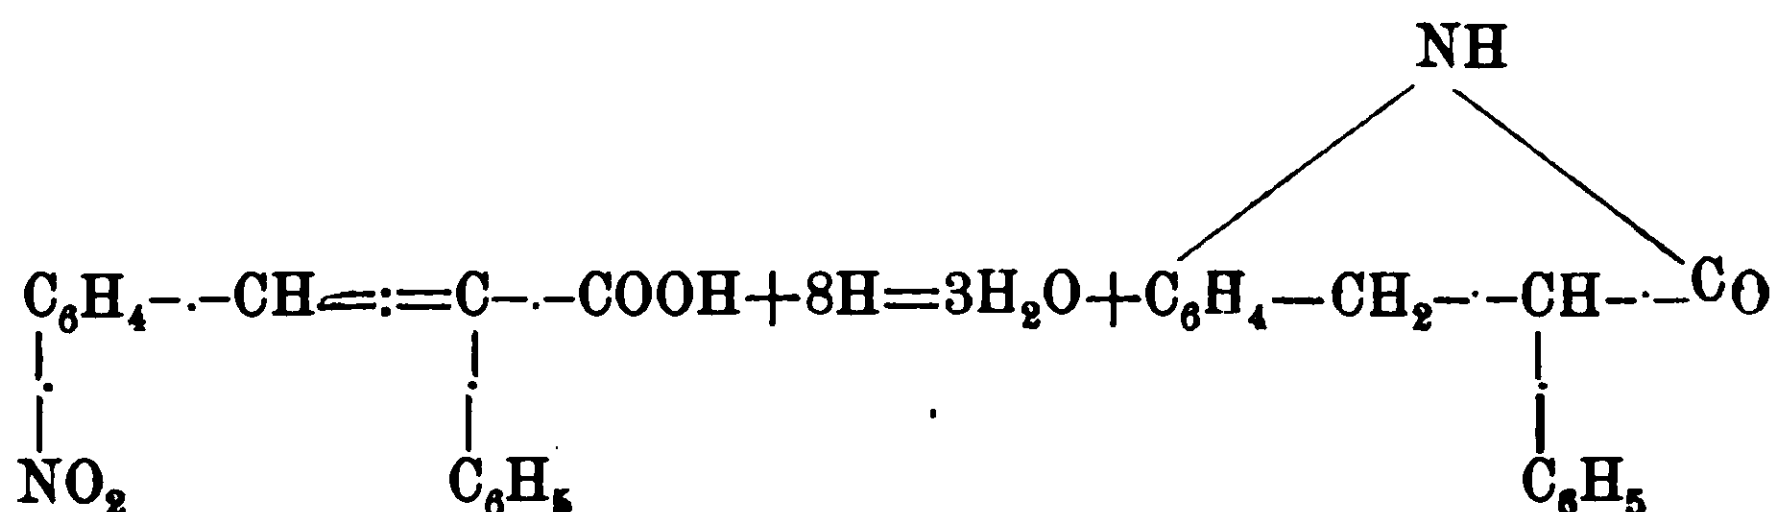 NH
C₆H₄-·-CH=:=C-·-COOH+8H=3H₂O+C₆H₄—CH₂-·-CH-·-CO
NO₂ C₆H₅ C₆H₅